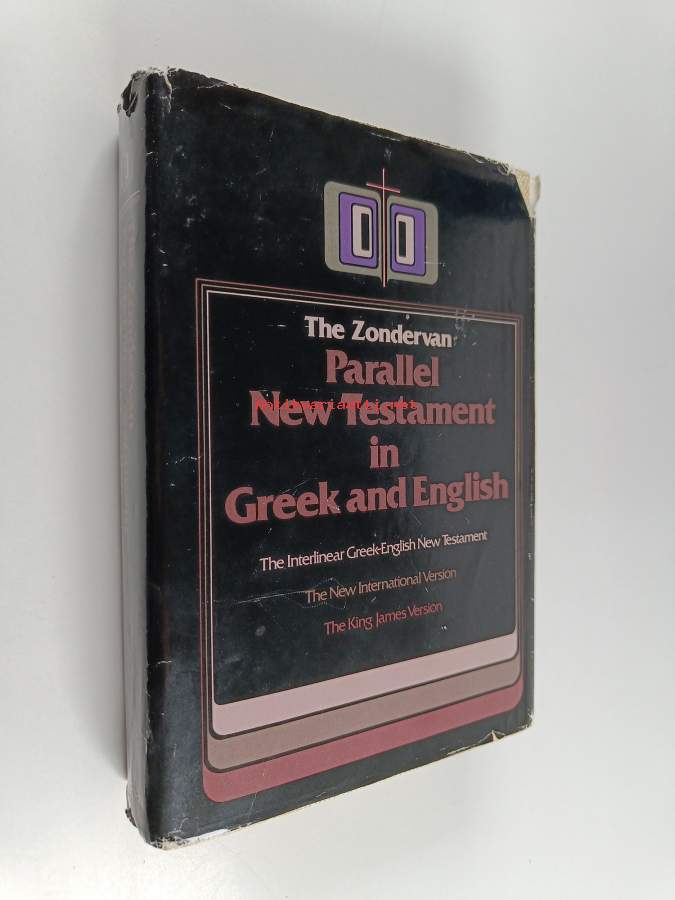 The Zondervan
Parallel
New Testament
in
Greek and English
The Interlinear Greek-English New Testament
The New International Version
The King James Version